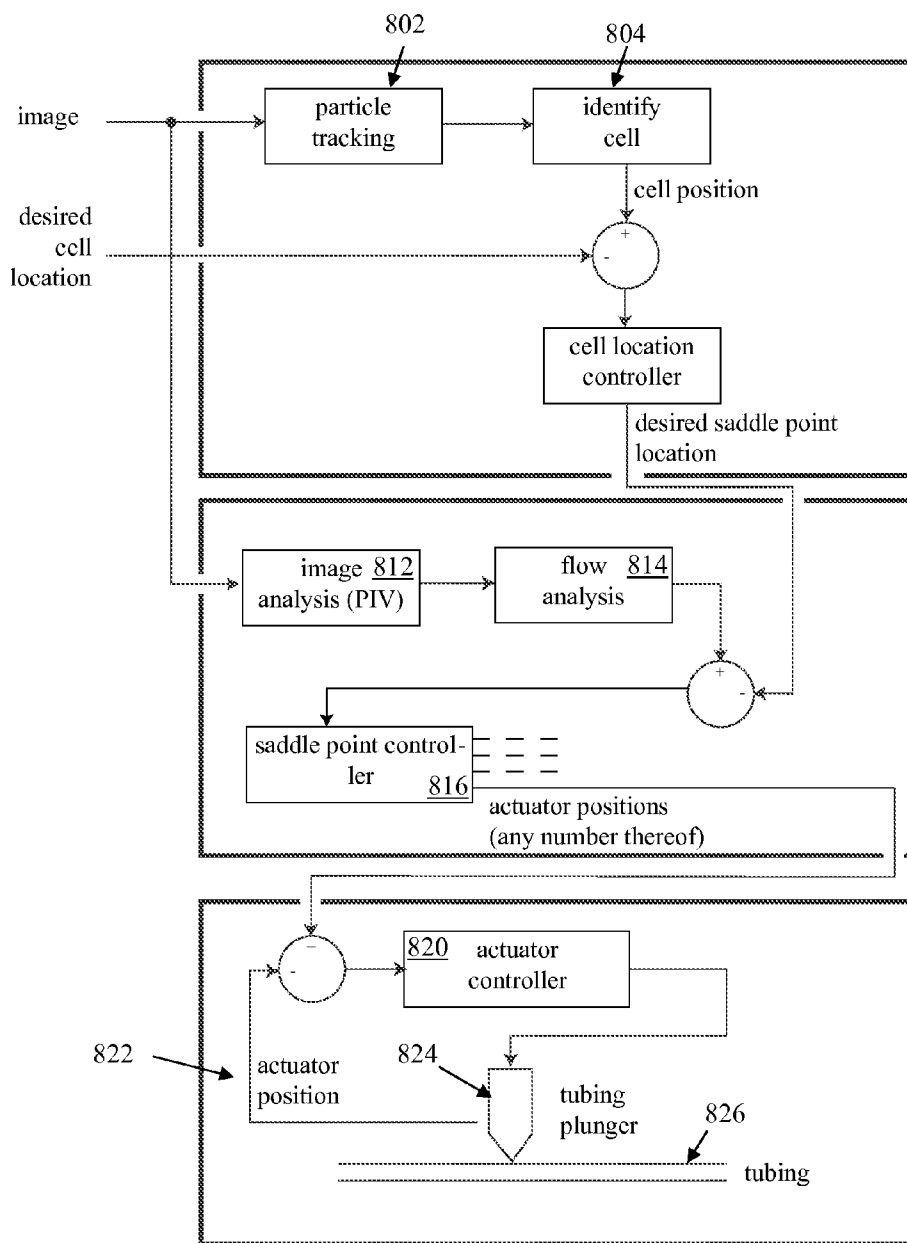 802
804
image
particle
tracking
identify
cell
cell position
+
-
desired
cell
location
cell location
controller
desired saddle point
location
image 812
analysis (PIV)
flow 814
analysis
+
-
saddle point control-
ler
816
actuator positions
(any number thereof)
–
-
820 actuator
controller
822
actuator
position
824
tubing
plunger
826
tubing